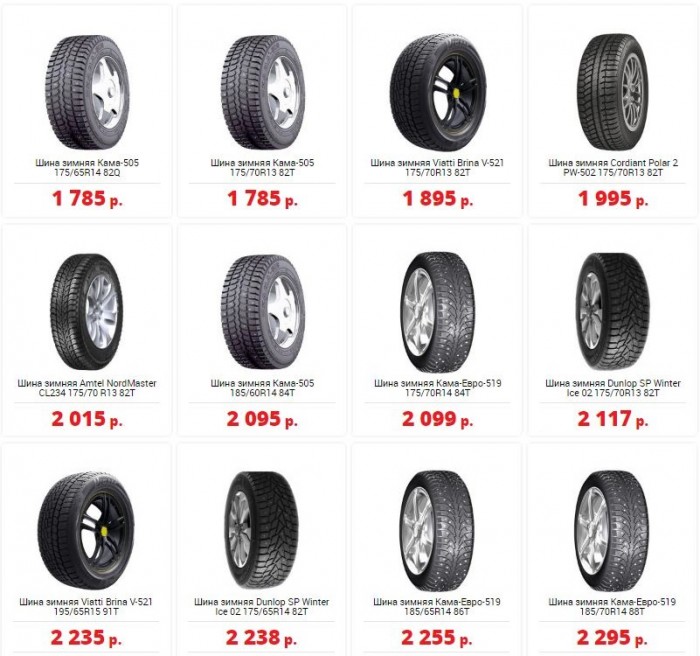 Шина зимняя Кама-505
175/65R14 82Q
1 785 р.
Шина зимняя Кама-505
175/70R13 82T
1 785 р.
Шина зимняя Viatti Brina V-521
175/70R13 82T
1 895 р.
Шина зимняя Cordiant Polar 2
PW-502 175/70R13 82T
1 995 р.
Шина зимняя Amtel NordMaster
CL234 175/70 R13 82T
2 015 р.
Шина зимняя Кама-505
185/60R14 84T
2 095 р.
Шина зимняя Кама-Евро-519
175/70R14 84T
2 099 р.
Шина зимняя Dunlop SP Winter
Ice 02 175/70R13 82T
2 117 р.
Шина зимняя Viatti Brina V-521
195/65R15 91T
2 235 р.
Шина зимняя Dunlop SP Winter
Ice 02 175/65R14 82T
2 238 р.
Шина зимняя Кама-Евро-519
185/65R14 86T
2 255 р.
Шина зимняя Кама-Евро-519
185/70R14 88T
2 295 р.